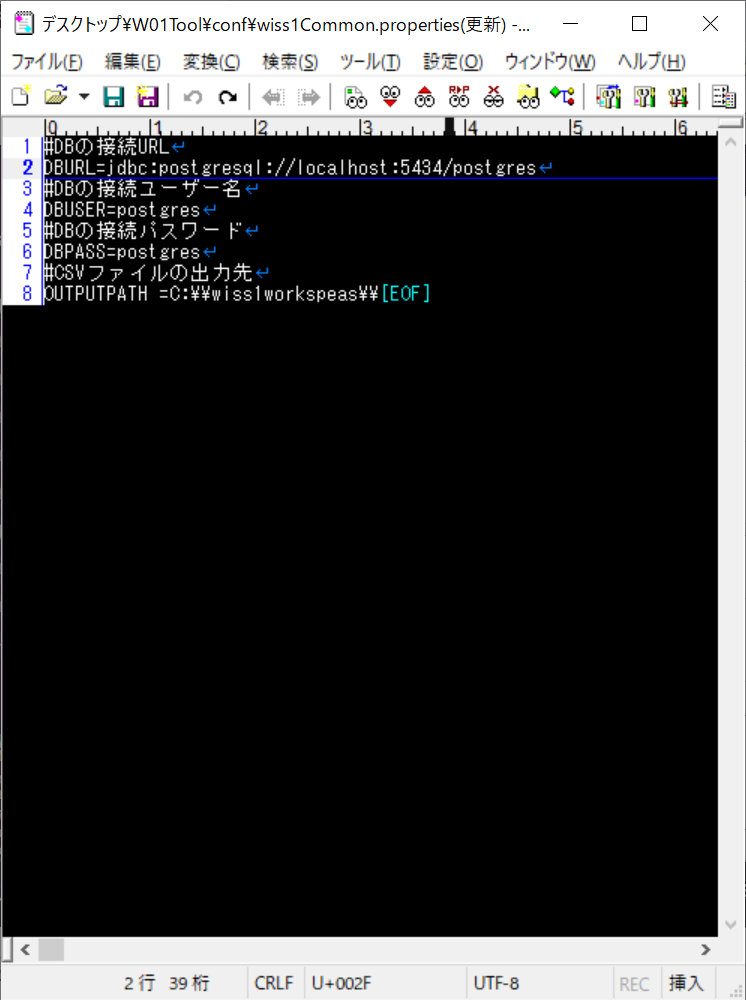 デスクトップ¥W01Tool¥conf¥wiss1Common.properties(更新) -...
ファイル(F) 編集(E) 変換(C) 検索(S) ツール(T) 設定(O) ウィンドウ(W) ヘルプ(H)
0 1 2 3 4 5 6
1 #DBの接続URL↵
2 DBURL=jdbc:postgresql://localhost:5434/postgres↵
3 #DBの接続ユーザー名↵
4 DBUSER=postgres↵
5 #DBの接続パスワード↵
6 DBPASS=postgres↵
7 #CSVファイルの出力先↵
8 OUTPUTPATH =C:¥¥wiss1workspeas¥¥[EOF]
2 行 39 桁 CRLF U+002F UTF-8 REC 挿入